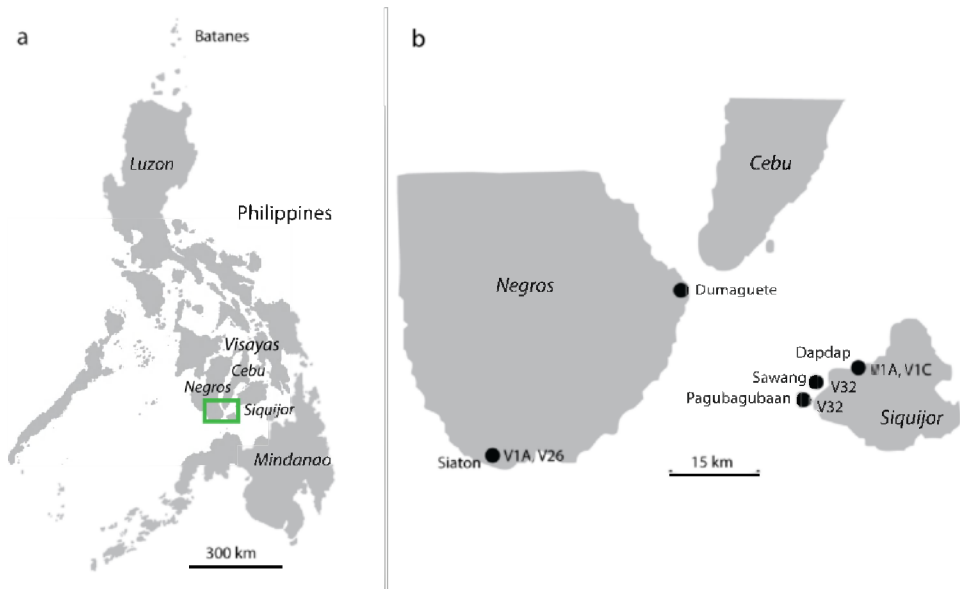 a
Batanes
Luzon
Philippines
Visayas
Cebu
Negros
Siquijor
Mindanao
300 km
b
Cebu
Negros
Dumaguete
Dapdap
V1A, V1C
Sawang
V32
Pagubagubaan
V32
Siquijor
Siaton
V1A, V26
15 km